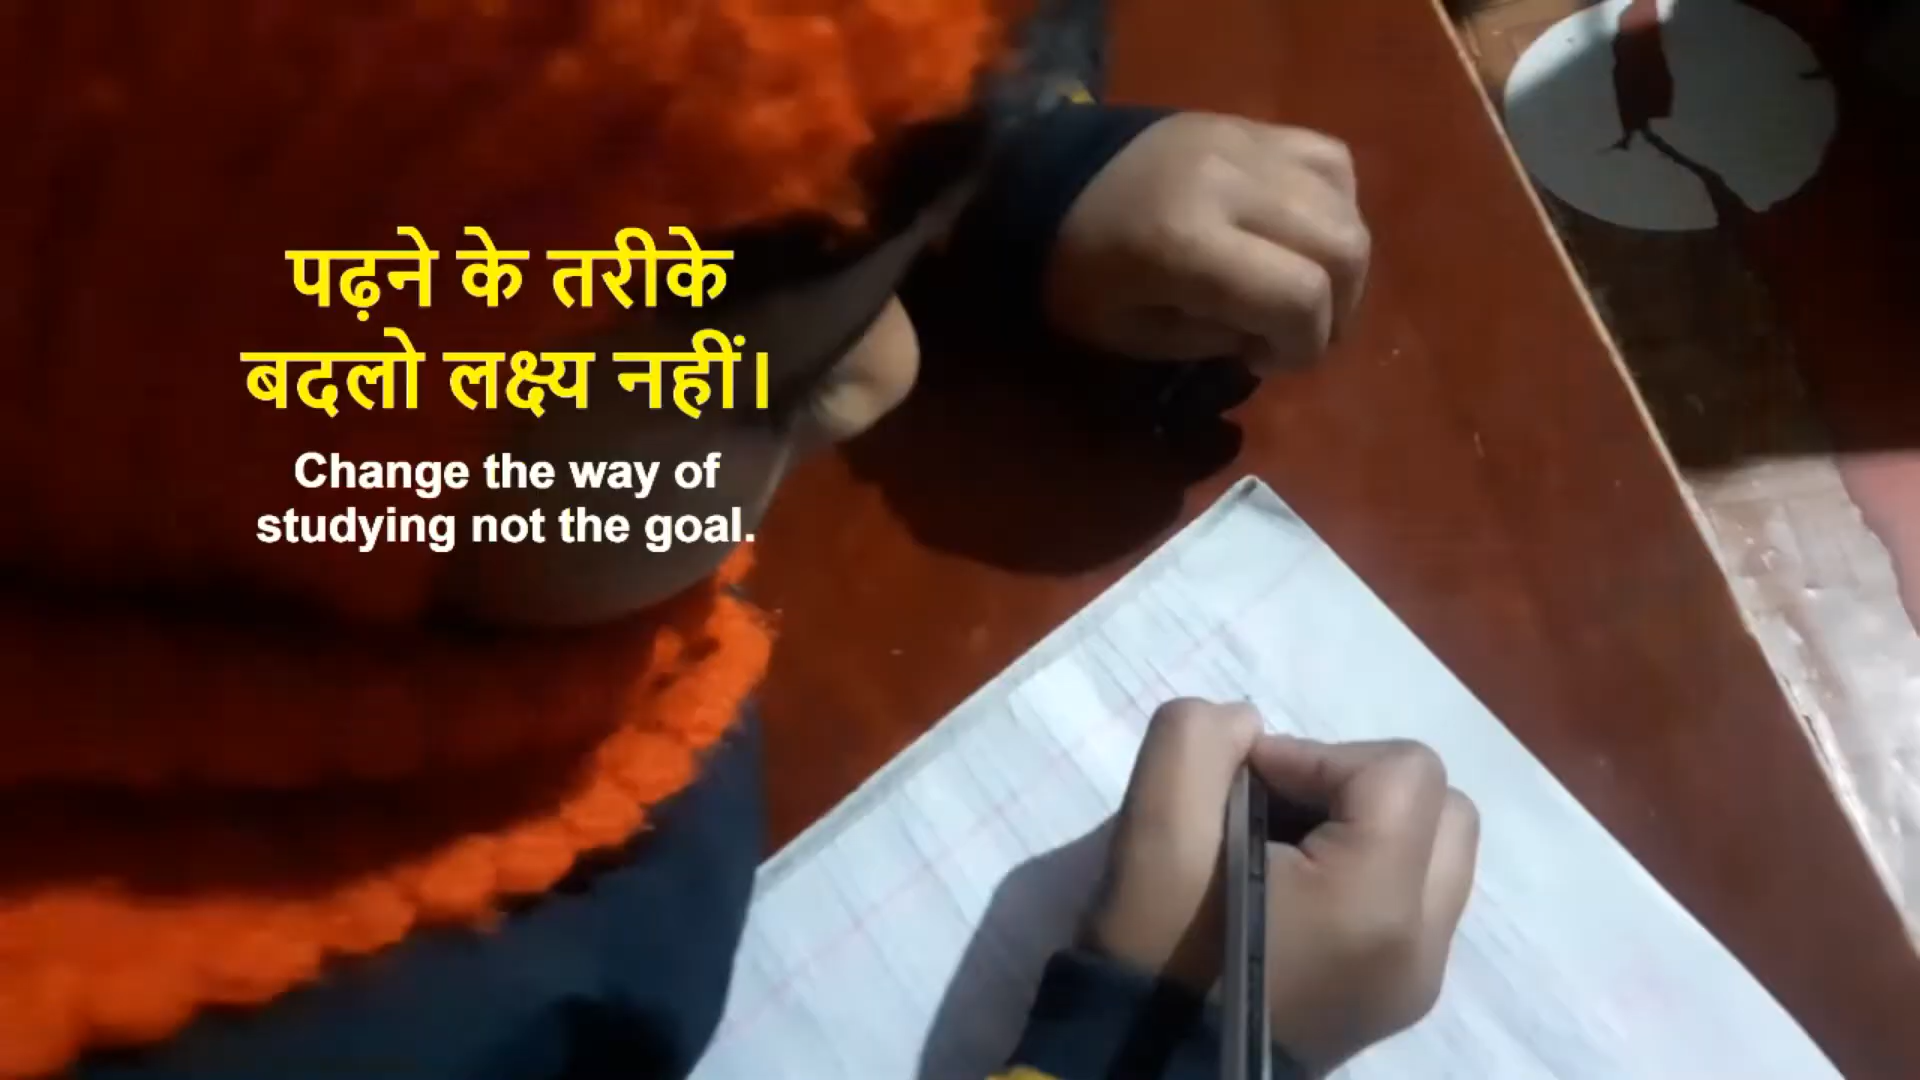 पढ़ने के तरीके
बदलो लक्ष्य नहीं।
Change the way of
studying not the goal.